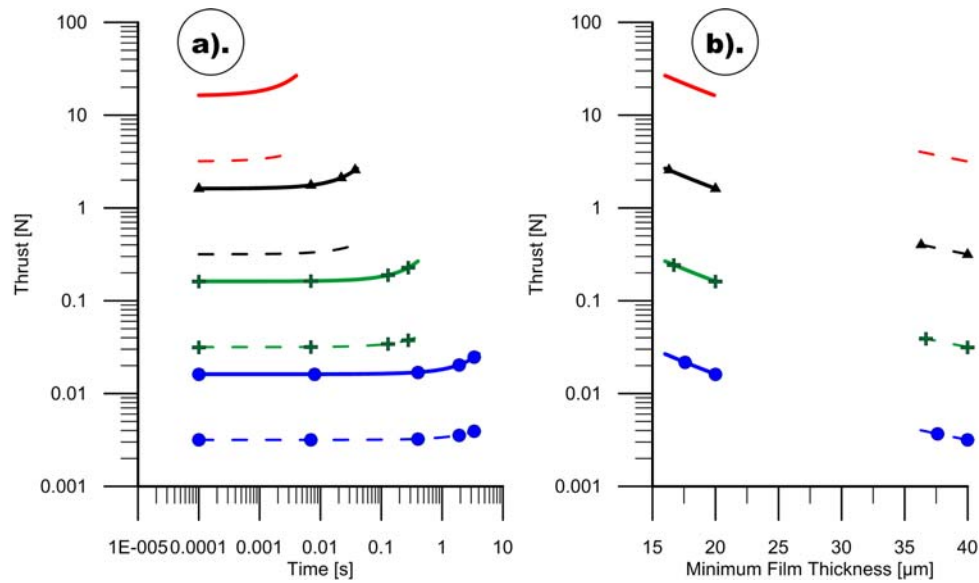 a).
100
10
1
0.1
0.01
0.001
Thrust [N]
1E-005 0.0001 0.001 0.01 0.1 1 10
Time [s]
b).
100
10
1
0.1
0.01
0.001
Thrust [N]
15 20 25 30 35 40
Minimum Film Thickness [µm]